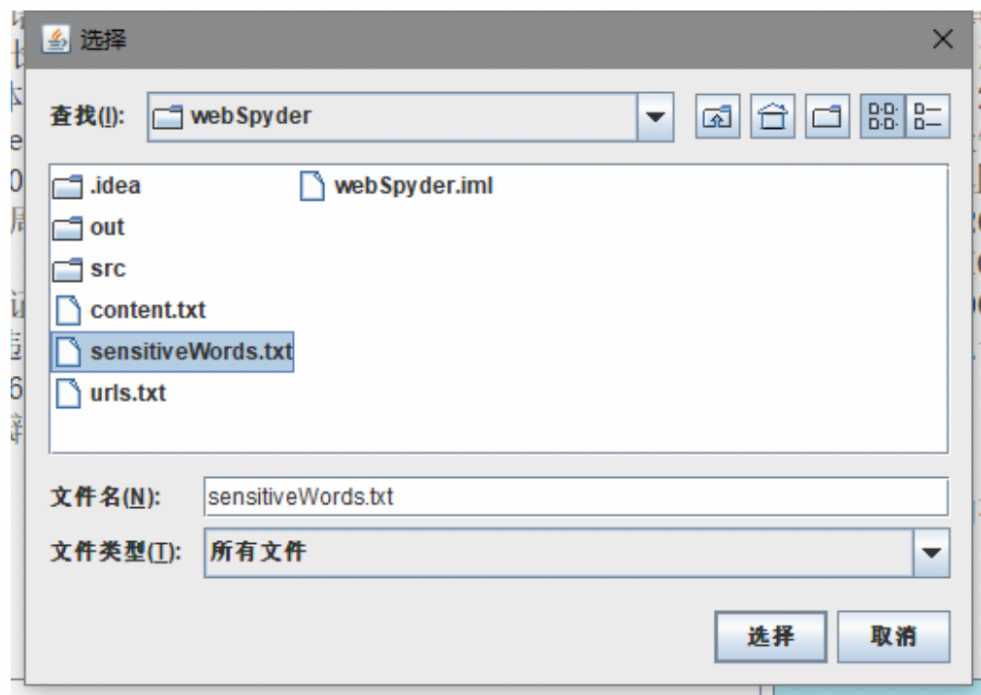 选择
查找(I): webSpyder
.idea
webSpyder.iml
out
src
content.txt
sensitiveWords.txt
urls.txt
文件名(N): sensitiveWords.txt
文件类型(T): 所有文件
选择 取消